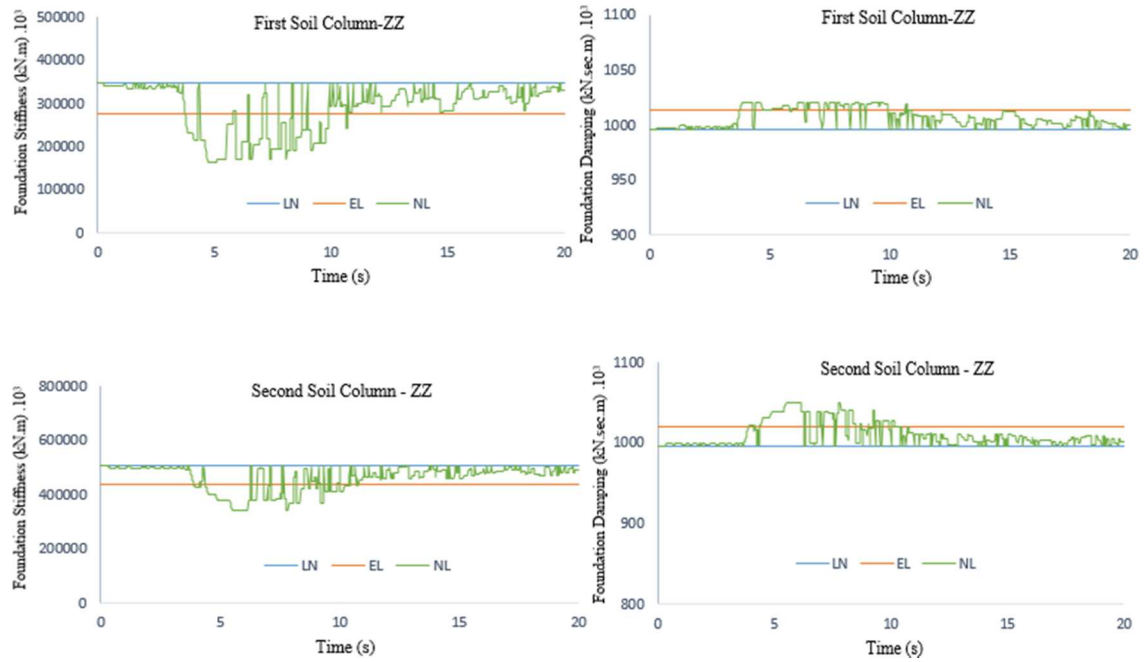 First Soil Column-ZZ
Foundation Stiffness (kN.m) .10³
500000
400000
300000
200000
100000
0
LN EL NL
0 5 10 15 20
Time (s)
First Soil Column-ZZ
Foundation Damping (kN.sec.m) .10³
1100
1050
1000
950
900
LN EL NL
0 5 10 15 20
Time (s)
Second Soil Column - ZZ
Foundation Stiffness (kN.m) .10³
800000
600000
400000
200000
0
LN EL NL
0 5 10 15 20
Time (s)
Second Soil Column - ZZ
Foundation Damping (kN.sec.m) .10³
1100
1000
900
800
LN EL NL
0 5 10 15 20
Time (s)